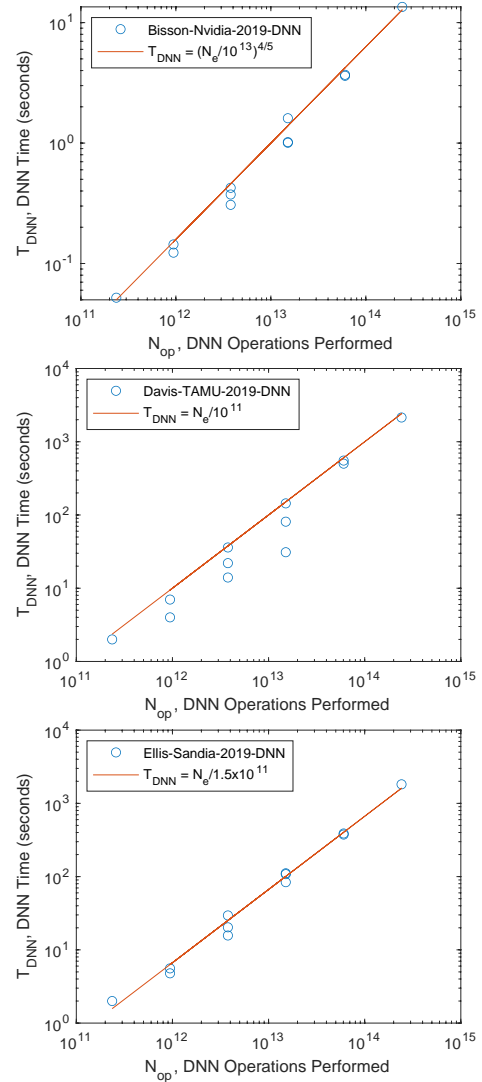 10^1
10^0
10^-1
T_DNN, DNN Time (seconds)
Bisson-Nvidia-2019-DNN
T_DNN = (N_e/10^13)^4/5
10^11 10^12 10^13 10^14 10^15
N_op, DNN Operations Performed
10^4
10^3
10^2
10^1
10^0
T_DNN, DNN Time (seconds)
Davis-TAMU-2019-DNN
T_DNN = N_e/10^11
10^11 10^12 10^13 10^14 10^15
N_op, DNN Operations Performed
10^4
10^3
10^2
10^1
10^0
T_DNN, DNN Time (seconds)
Ellis-Sandia-2019-DNN
T_DNN = N_e/1.5x10^11
10^11 10^12 10^13 10^14 10^15
N_op, DNN Operations Performed